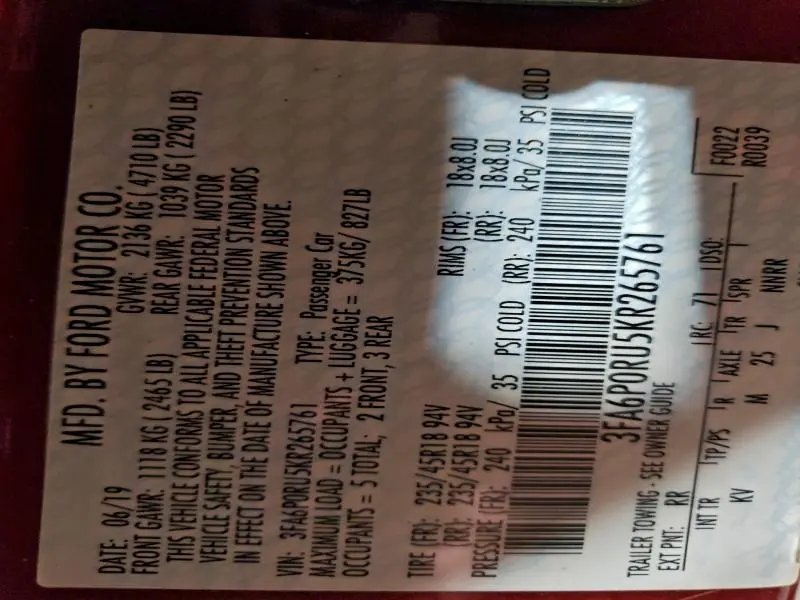 MFD. BY FORD MOTOR CO.
DATE: 06/19 GVWR: 2136 KG ( 4710 LB)
FRONT GAWR: 1118 KG ( 2465 LB) REAR GAWR: 1039 KG ( 2290 LB)
THIS VEHICLE CONFORMS TO ALL APPLICABLE FEDERAL MOTOR
VEHICLE SAFETY, BUMPER, AND THEFT PREVENTION STANDARDS
IN EFFECT ON THE DATE OF MANUFACTURE SHOWN ABOVE.
VIN: 3FA6P0RU5KR265761 TYPE: Passenger Car
MAXIMUM LOAD = OCCUPANTS + LUGGAGE = 375KG/ 827LB
OCCUPANTS = 5 TOTAL; 2 FRONT, 3 REAR
TIRE (FR): 235/45R18 94V RIMS (FR): 18x8.0J
(RR): 235/45R18 94V (RR): 18x8.0J
PRESSURE (FR): 240 kPa/ 35 PSI COLD (RR): 240 kPa/ 35 PSI COLD
3FA6P0RU5KR265761
TRAILER TOWING - SEE OWNER GUIDE
EXT PNT: RR RC: 71 DSO: F0022
R0039
INT TR TP/PS R AXLE TR SPR
KV M 25 J NNRR